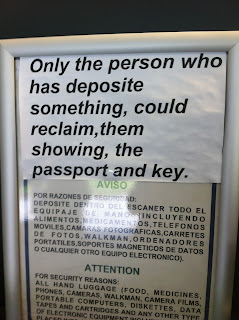 Only the person who
has deposite
something, could
reclaim,them
showing, the
passport and key.
AVISO
POR RAZONES DE SEGURIDAD:
DEPOSITE DENTRO DEL ESCANER TODO EL
EQUIPAJE DE MANO (INCLUYENDO
ALIMENTOS, MEDICAMENTOS, TELEFONOS
MOVILES, CAMARAS FOTOGRAFICAS, CARRETES
DE FOTOS, WALKMAN, ORDENADORES
PORTATILES, SOPORTES MAGNETICOS DE DATOS
O CUALQUIER OTRO EQUIPO ELECTRONICO).
ATTENTION
FOR SECURITY REASONS:
ALL HAND LUGGAGE (FOOD, MEDICINES,
PHONES, CAMERAS, WALKMAN, CAMERA FILMS,
PORTABLE COMPUTERS, DISKETTES, DATA
TAPES AND CARTRIDGES AND ANY OTHER TYPE
OF ELECTRONIC EQUIPMENT